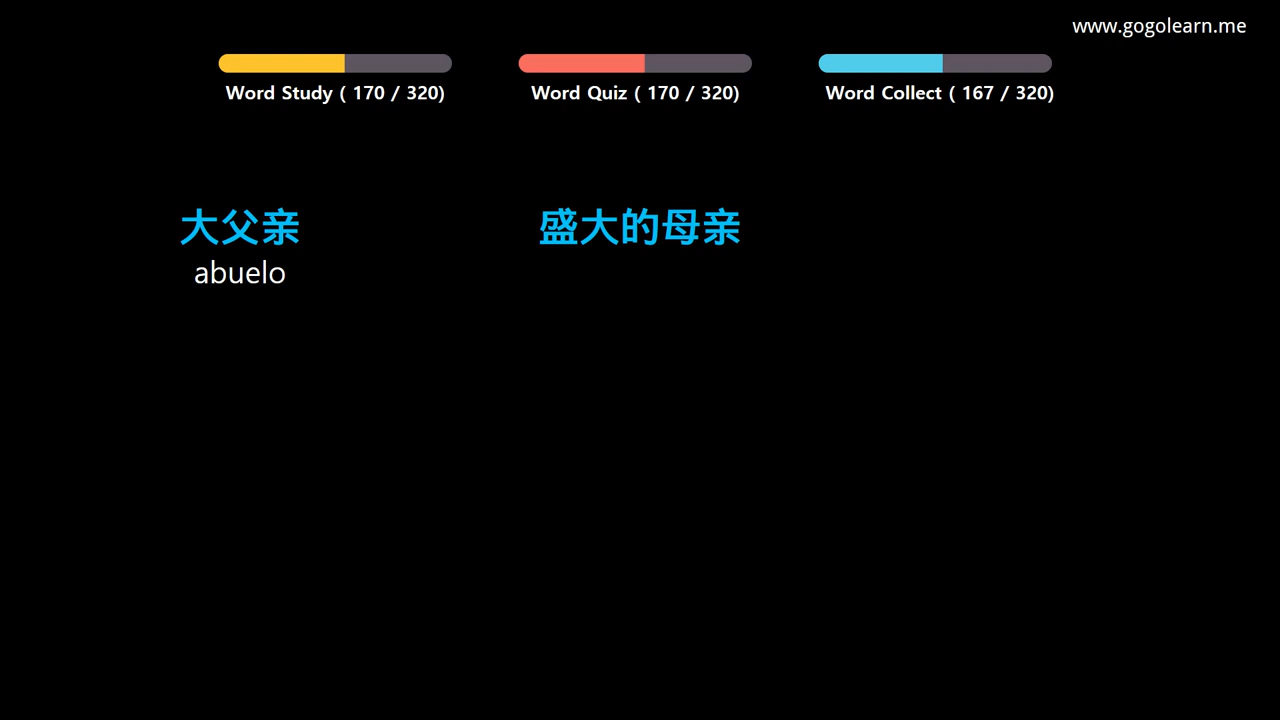 www.gogolearn.me
Word Study ( 170 / 320)
Word Quiz ( 170 / 320)
Word Collect ( 167 / 320)
大父亲
盛大的母亲
abuelo